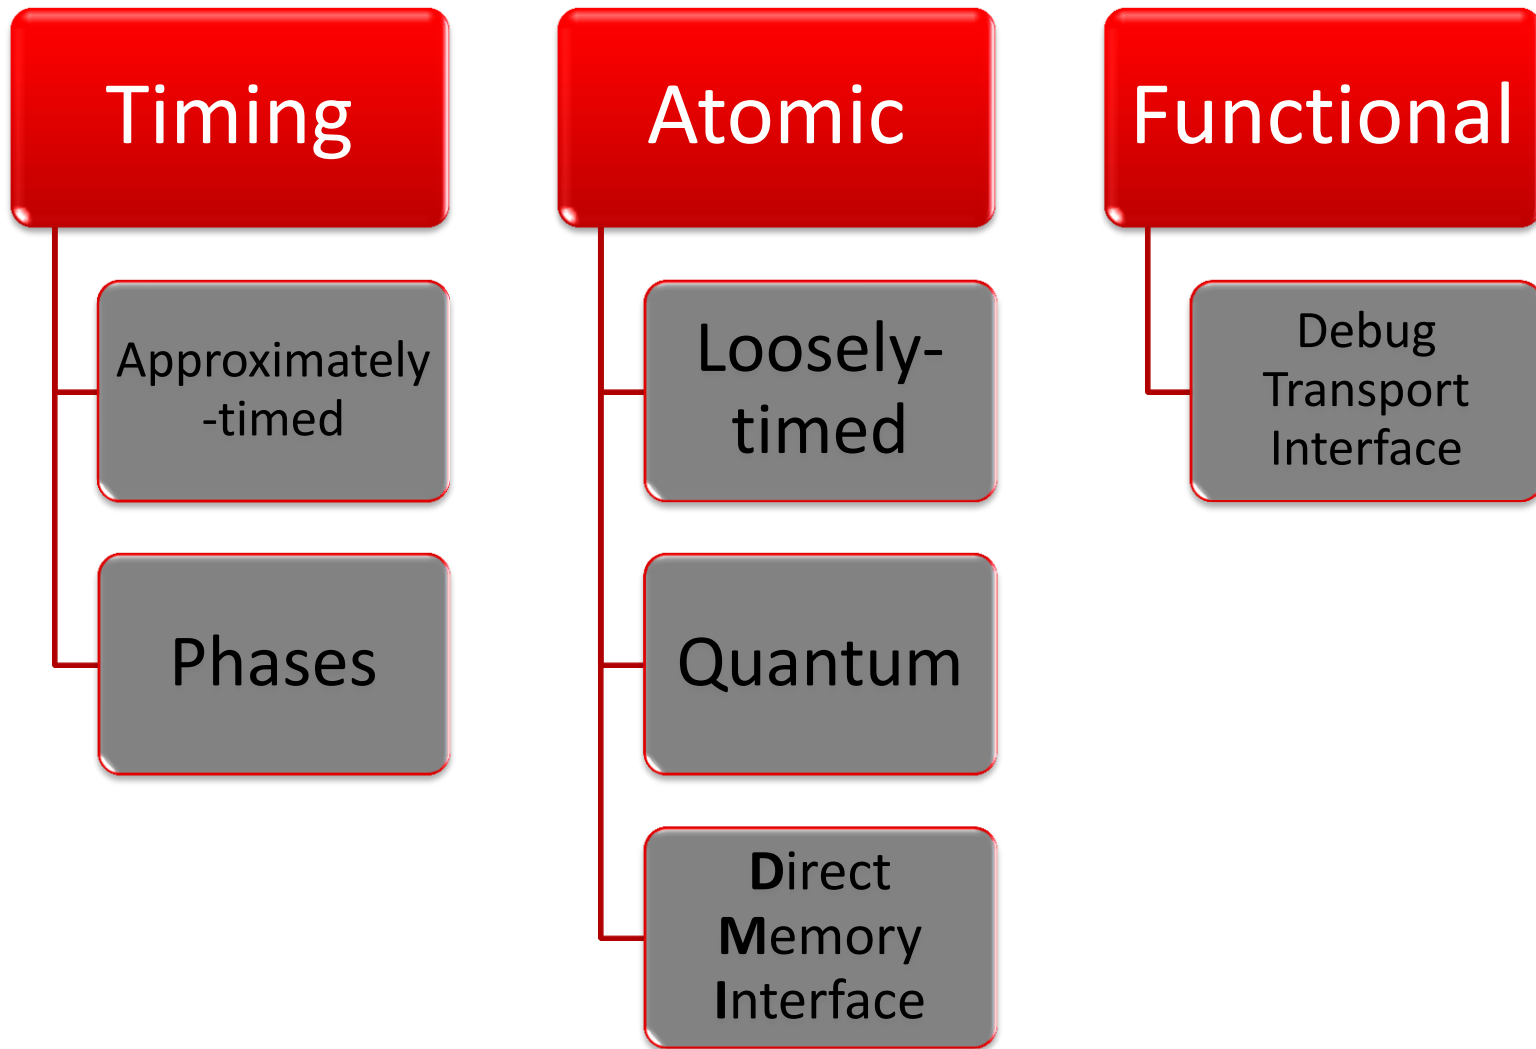 Timing
Approximately
-timed
Phases
Atomic
Loosely-
timed
Quantum
Direct
Memory
Interface
Functional
Debug
Transport
Interface